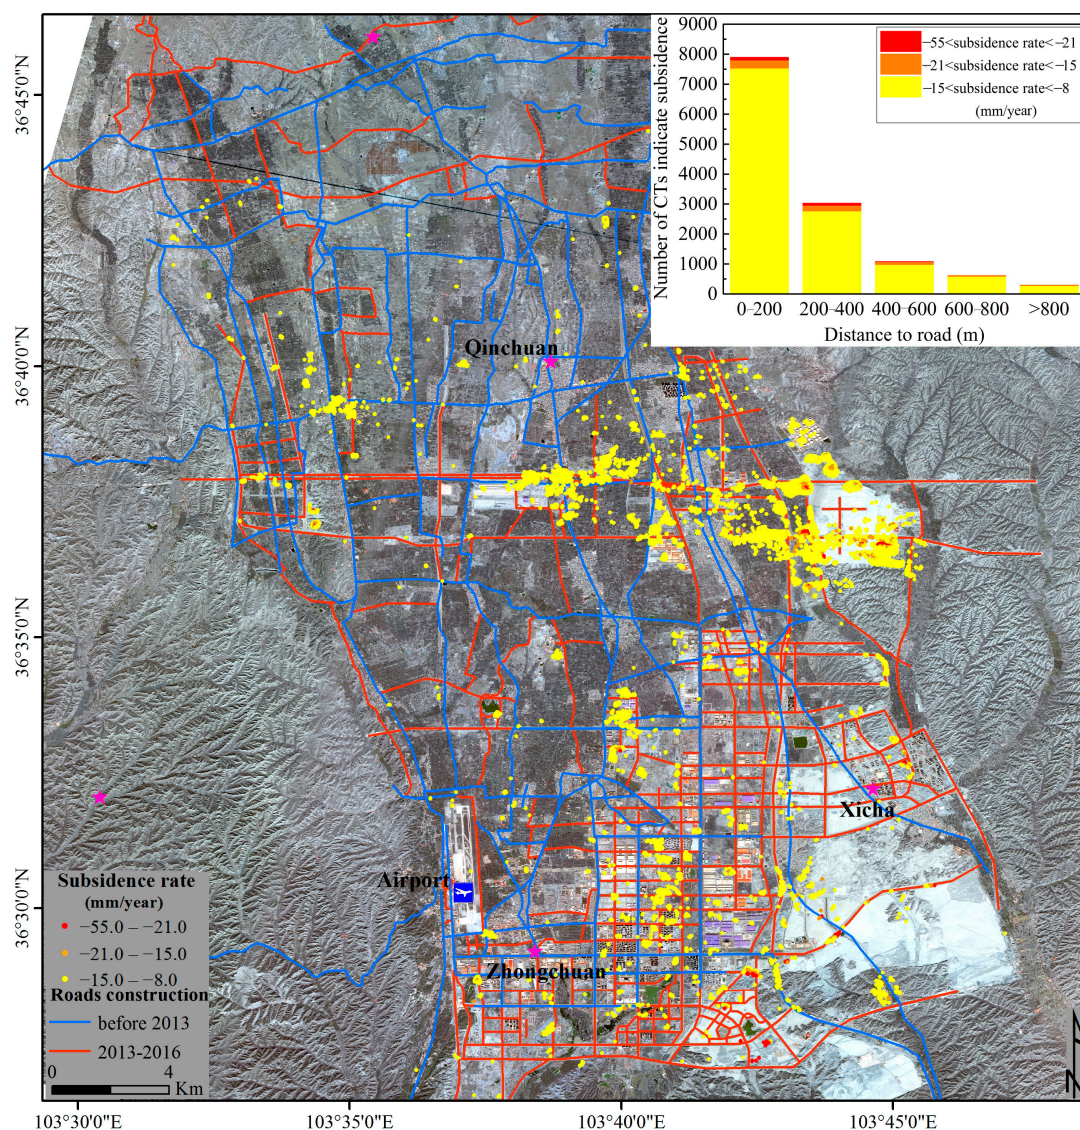 9000
8000
7000
6000
5000
4000
3000
2000
1000
0
Number of CTs indicate subsidence
−55<subsidence rate<−21
−21<subsidence rate<−15
−15<subsidence rate<−8
(mm/year)
0–200 200–400 400–600 600–800 >800
Distance to road (m)
36°45'0"N
36°40'0"N
36°35'0"N
36°30'0"N
Qinchuan
Xicha
Airport
Zhongchuan
Subsidence rate
(mm/year)
−55.0 – −21.0
−21.0 – −15.0
−15.0 – −8.0
Roads construction
before 2013
2013-2016
0 4
Km
N
103°30'0"E 103°35'0"E 103°40'0"E 103°45'0"E